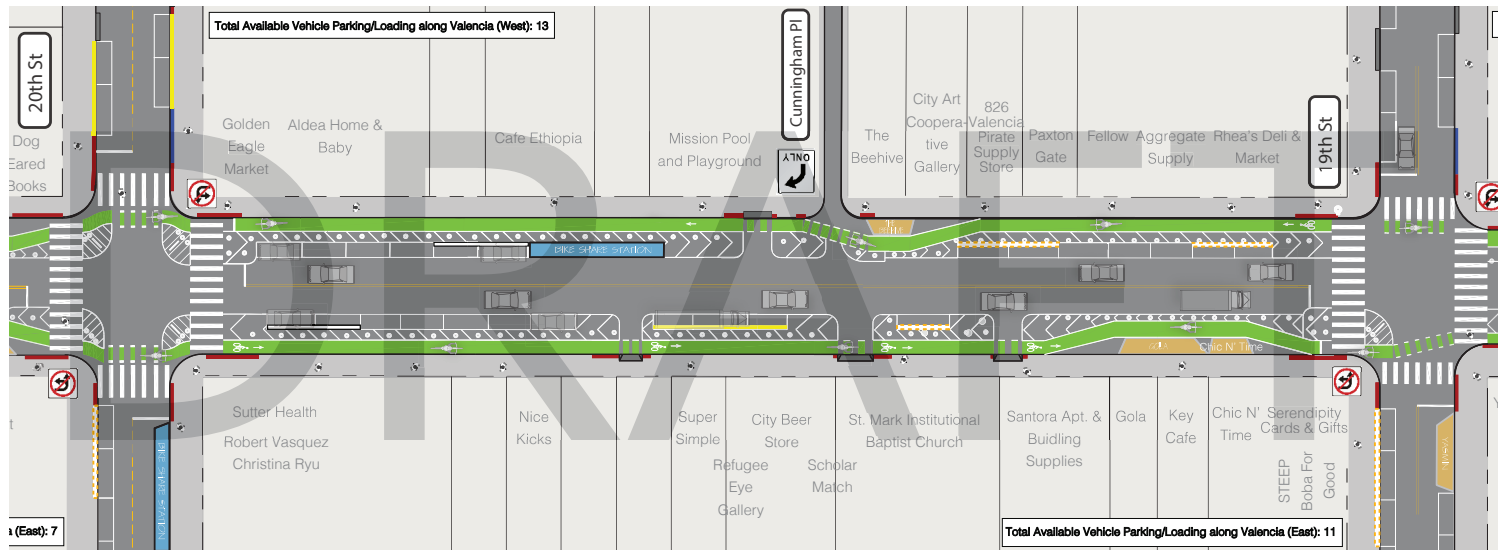 Total Available Vehicle Parking/Loading along Valencia (West): 13
20th St
Cunningham Pl
19th St
ONLY
DRAFT
Dog
Eared
Books
Golden
Eagle
Market
Aldea Home &
Baby
Cafe Ethiopia
Mission Pool
and Playground
The
Beehive
City Art
Coopera-
tive
Gallery
826
Valencia
Pirate
Supply
Store
Paxton
Gate
Fellow
Aggregate
Supply
Rhea's Deli &
Market
BIKE SHARE STATION
GOLA
Chic N' Time
Sutter Health
Robert Vasquez
Christina Ryu
Nice
Kicks
Super
Simple
City Beer
Store
Refugee
Eye
Gallery
Scholar
Match
St. Mark Institutional
Baptist Church
Santora Apt. &
Buidling
Supplies
Gola
Key
Cafe
Chic N'
Time
Serendipity
Cards & Gifts
STEEP
Boba For
Good
BIKE SHARE STATION
(East): 7
Total Available Vehicle Parking/Loading along Valencia (East): 11